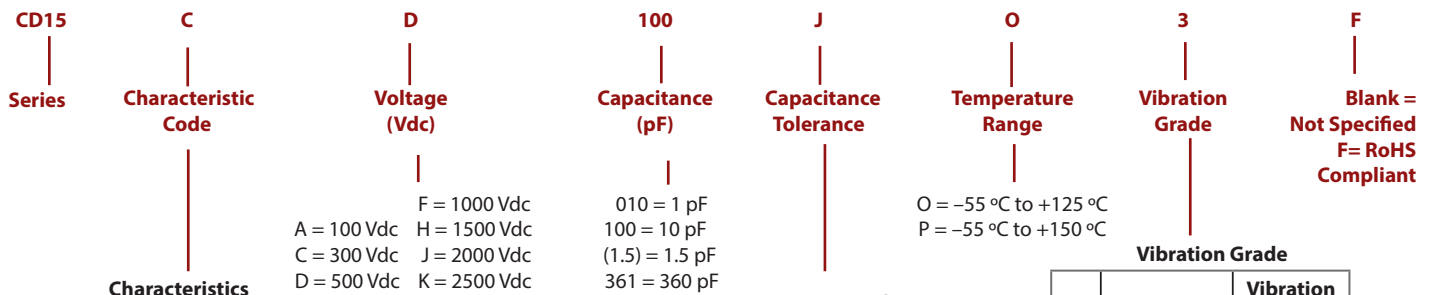 CD15 C D 100 J O 3 F
Series
Characteristic
Code
Voltage
(Vdc)
Capacitance
(pF)
Capacitance
Tolerance
Temperature
Range
Vibration
Grade
Blank =
Not Specified
F= RoHS
Compliant
F = 1000 Vdc
A = 100 Vdc H = 1500 Vdc
C = 300 Vdc J = 2000 Vdc
D = 500 Vdc K = 2500 Vdc
010 = 1 pF
100 = 10 pF
(1.5) = 1.5 pF
361 = 360 pF
O = –55 ºC to +125 ºC
P = –55 ºC to +150 ºC
Vibration Grade
Characteristics
Vibration